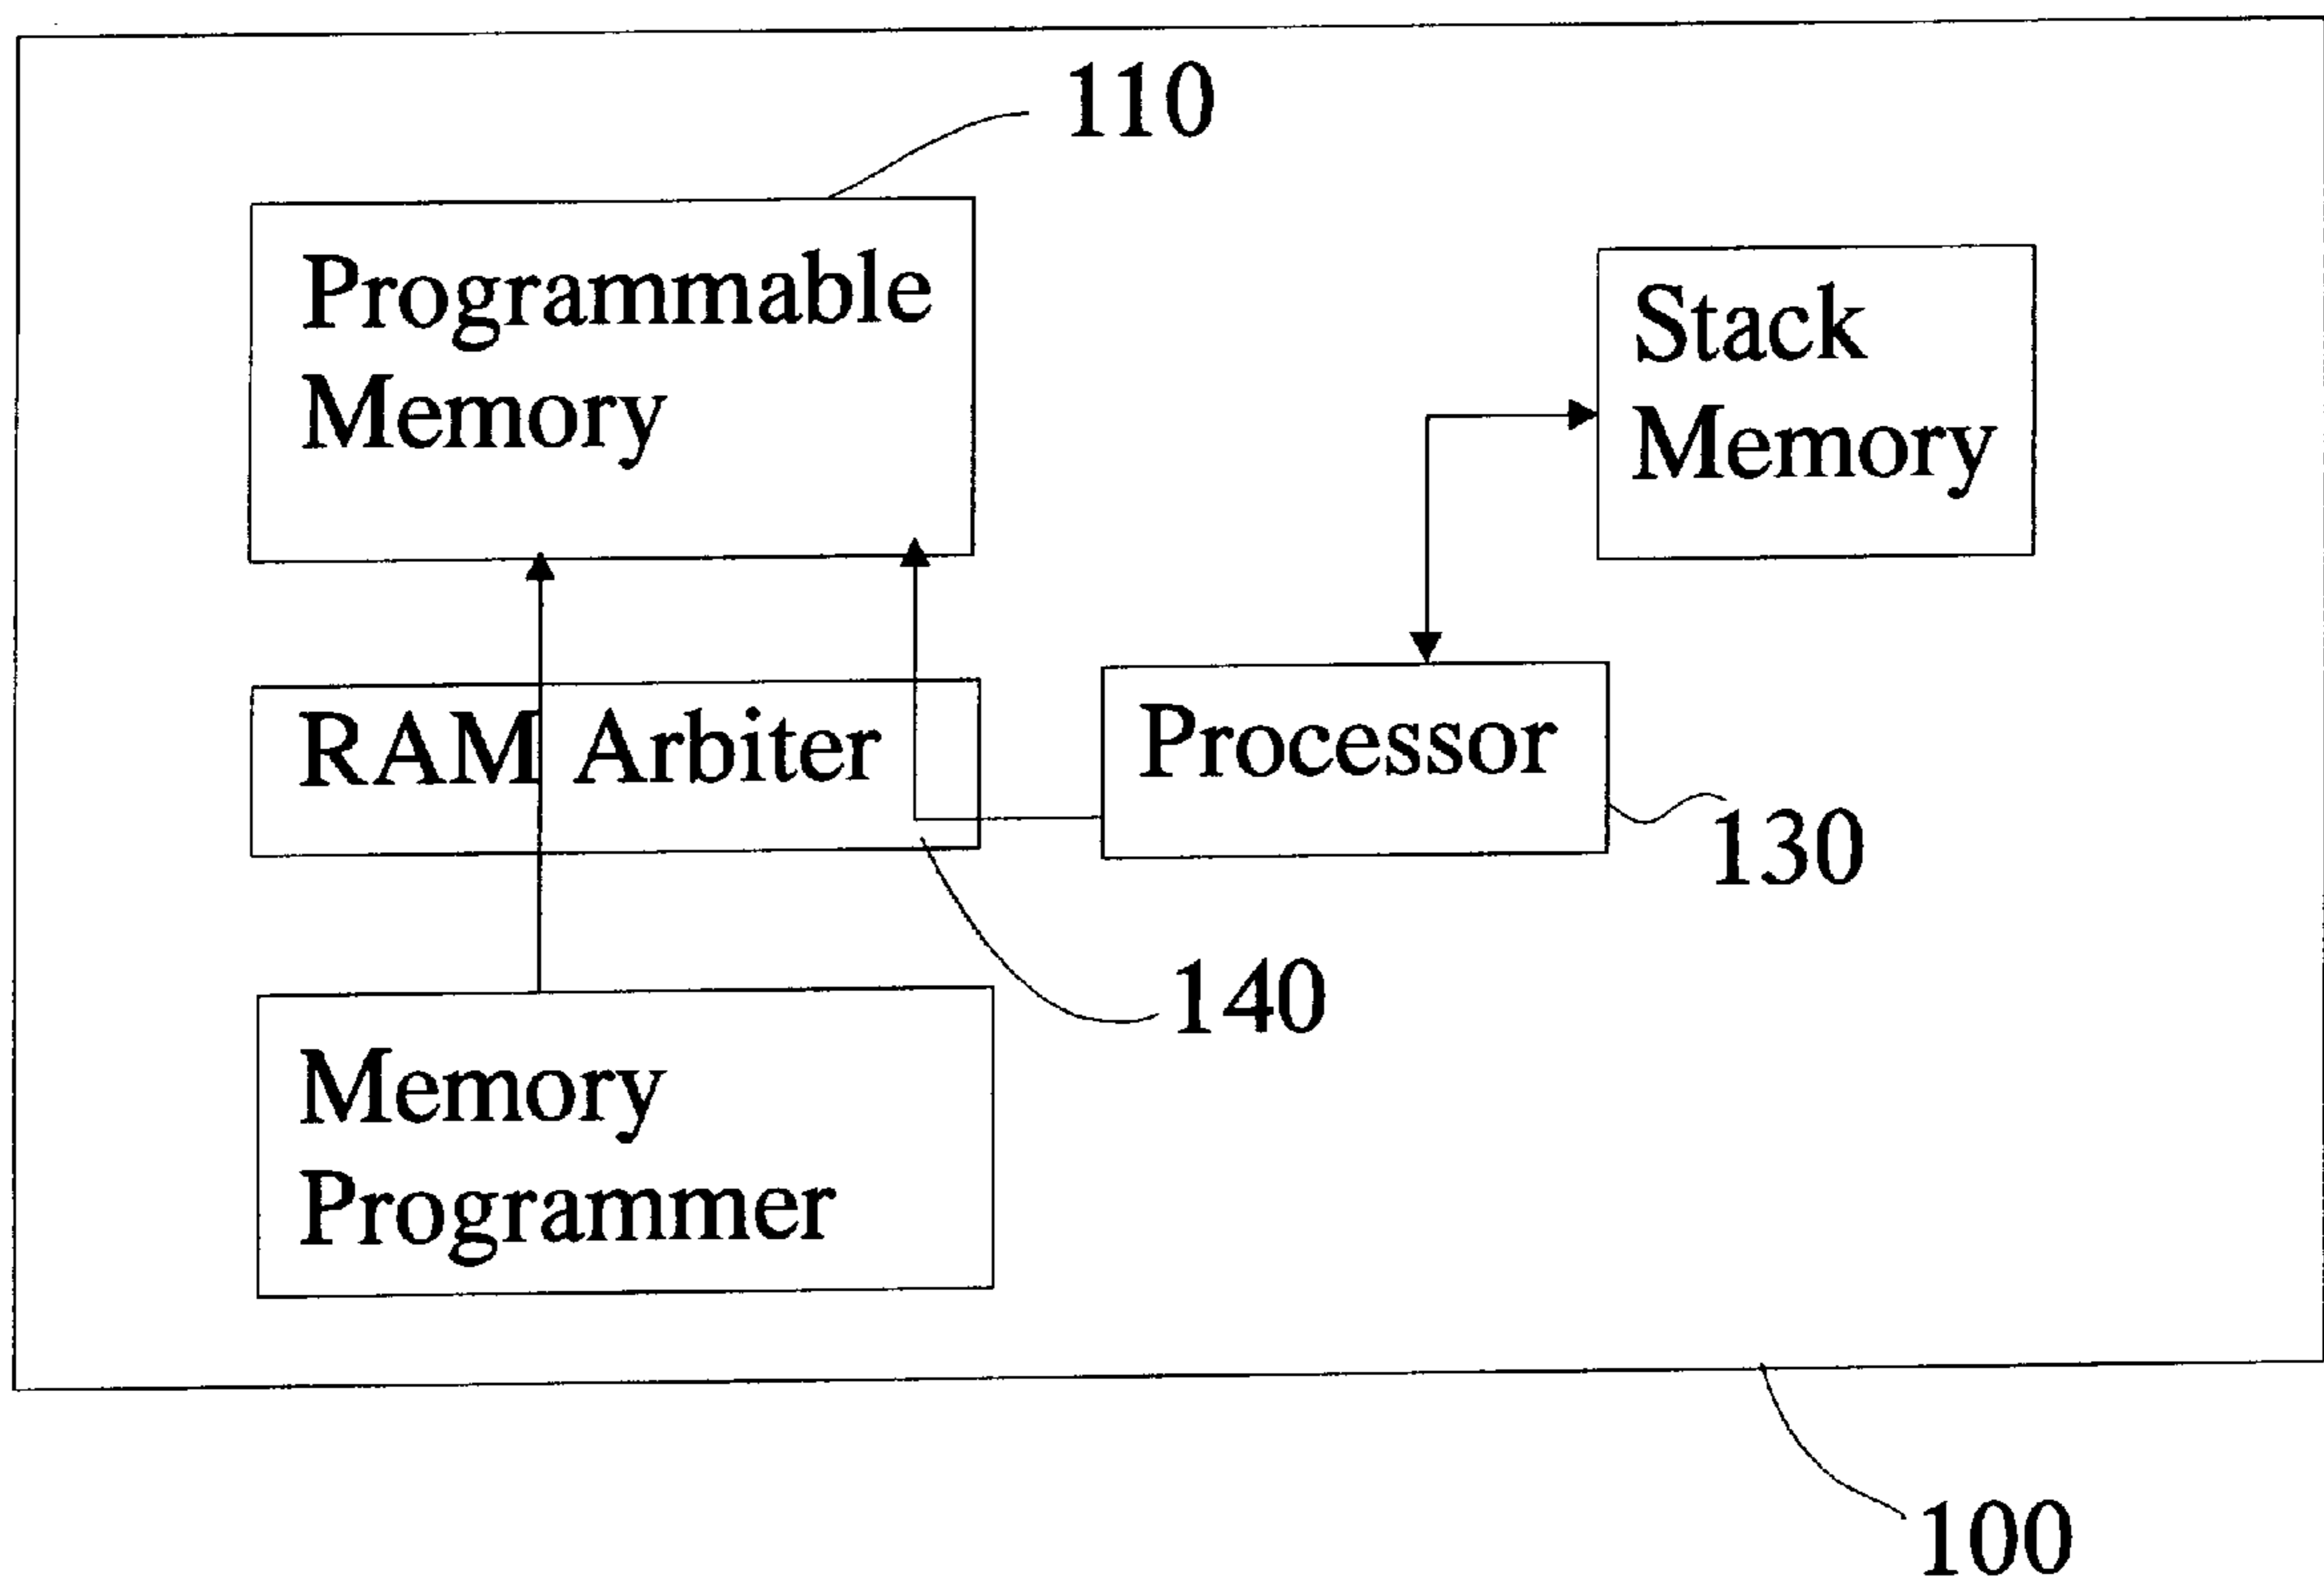 110
Programmable
Memory
Stack
Memory
RAM Arbiter
Processor
130
140
Memory
Programmer
100